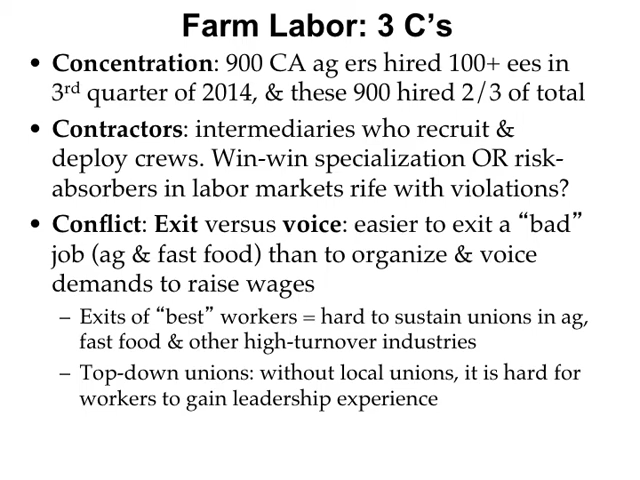 Farm Labor: 3 C’s
• Concentration: 900 CA ag ers hired 100+ ees in
3rd quarter of 2014, & these 900 hired 2/3 of total
• Contractors: intermediaries who recruit &
deploy crews. Win-win specialization OR risk-
absorbers in labor markets rife with violations?
• Conflict: Exit versus voice: easier to exit a “bad”
job (ag & fast food) than to organize & voice
demands to raise wages
– Exits of “best” workers = hard to sustain unions in ag,
fast food & other high-turnover industries
– Top-down unions: without local unions, it is hard for
workers to gain leadership experience